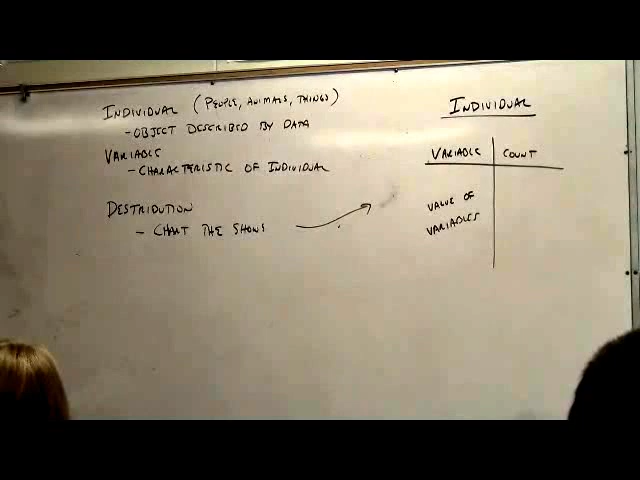 INDIVIDUAL (PEOPLE, ANIMALS, THINGS)
-OBJECT DESCRIBED BY DATA
VARIABLE
-CHARACTERISTIC OF INDIVIDUAL
DESTRIBUTION
- CHART THE SHOWS
INDIVIDUAL
VARIABLE COUNT
VALUE OF
VARIABLES